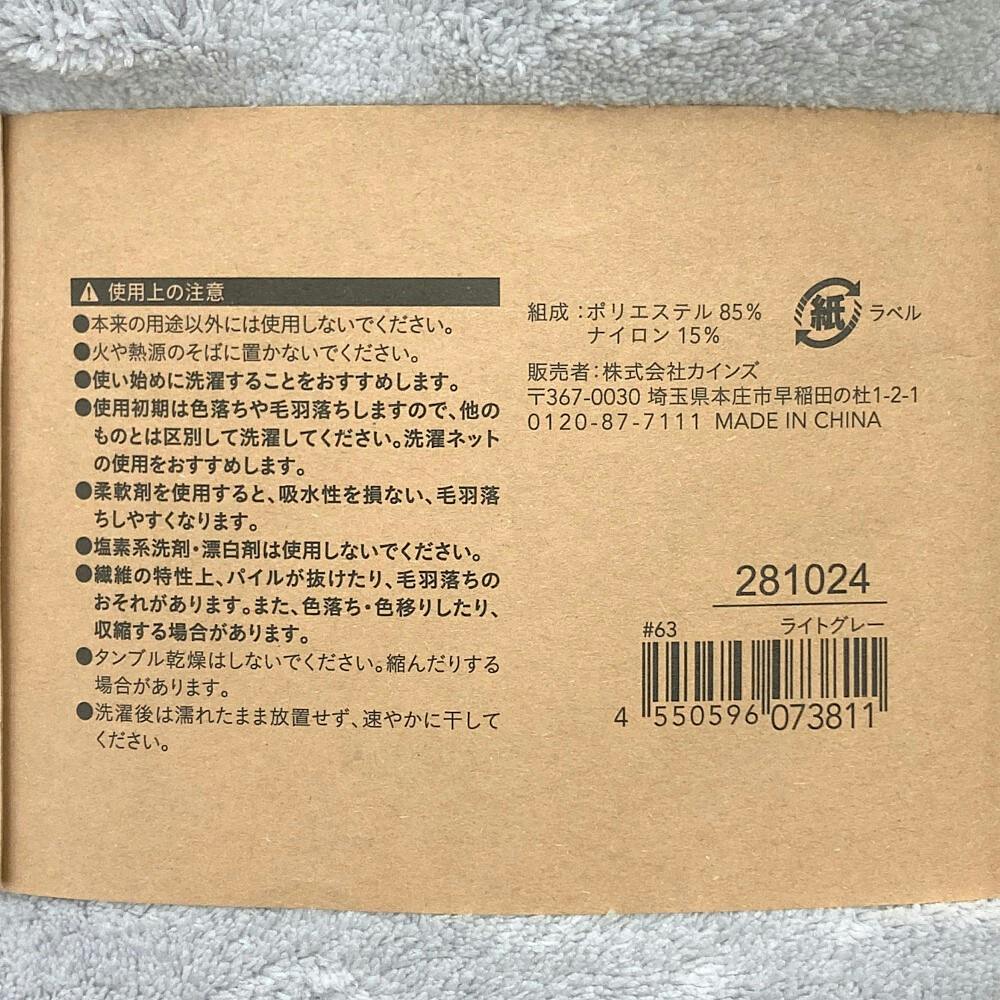 使用上の注意
●本来の用途以外には使用しないでください。
●火や熱源のそばに置かないでください。
●使い始めに洗濯することをおすすめします。
●使用初期は色落ちや毛羽落ちしますので、他の
ものとは区別して洗濯してください。洗濯ネット
の使用をおすすめします。
●柔軟剤を使用すると、吸水性を損ない、毛羽落
ちしやすくなります。
●塩素系洗剤・漂白剤は使用しないでください。
●繊維の特性上、パイルが抜けたり、毛羽落ちの
おそれがあります。また、色落ち・色移りしたり、
収縮する場合があります。
●タンブル乾燥はしないでください。縮んだりする
場合があります。
●洗濯後は濡れたまま放置せず、速やかに干して
ください。
組成:ポリエステル 85%
ナイロン 15%
紙 ラベル
販売者:株式会社カインズ
〒367-0030 埼玉県本庄市早稲田の杜1-2-1
0120-87-7111 MADE IN CHINA
281024
#63 ライトグレー
4 550596 073811